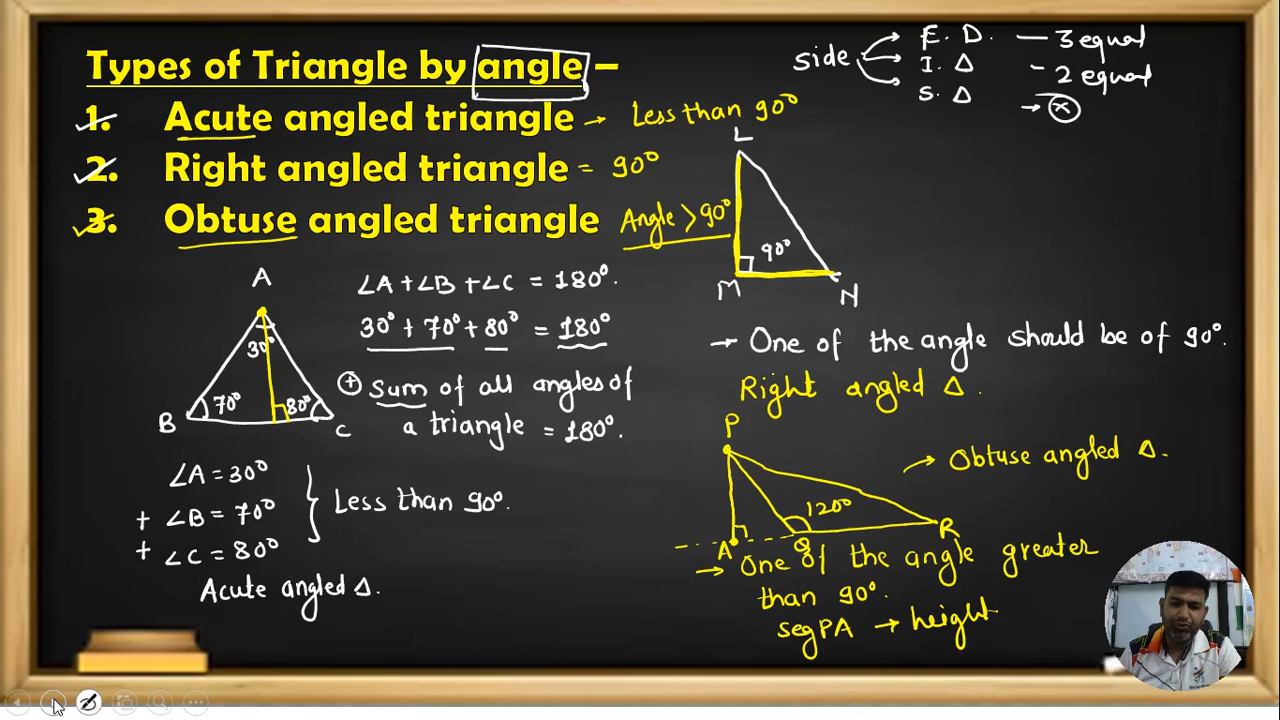 Types of Triangle by angle –
1. Acute angled triangle → Less than 90°
2. Right angled triangle = 90°
3. Obtuse angled triangle Angle > 90°
side → E. D. — 3 equal
→ I. Δ - 2 equal
→ S. Δ → ⊗
A
30°
B 70° 80° C
∠A + ∠B + ∠C = 180°.
30° + 70° + 80° = 180°
⊕ Sum of all angles of
a triangle = 180°.
∠A = 30°
+ ∠B = 70°
+ ∠C = 80°
} Less than 90°.
Acute angled Δ.
L
90°
M N
→ One of the angle should be of 90°.
Right angled Δ.
P
→ Obtuse angled Δ.
120°
A Q R
→ One of the angle greater
than 90°.
seg PA → height